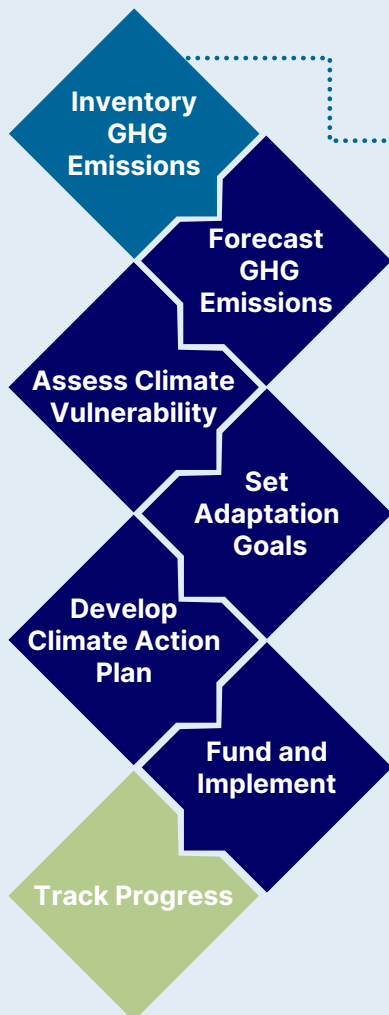 Inventory
GHG
Emissions
Forecast
GHG
Emissions
Assess Climate
Vulnerability
Set
Adaptation
Goals
Develop
Climate Action
Plan
Fund and
Implement
Track Progress